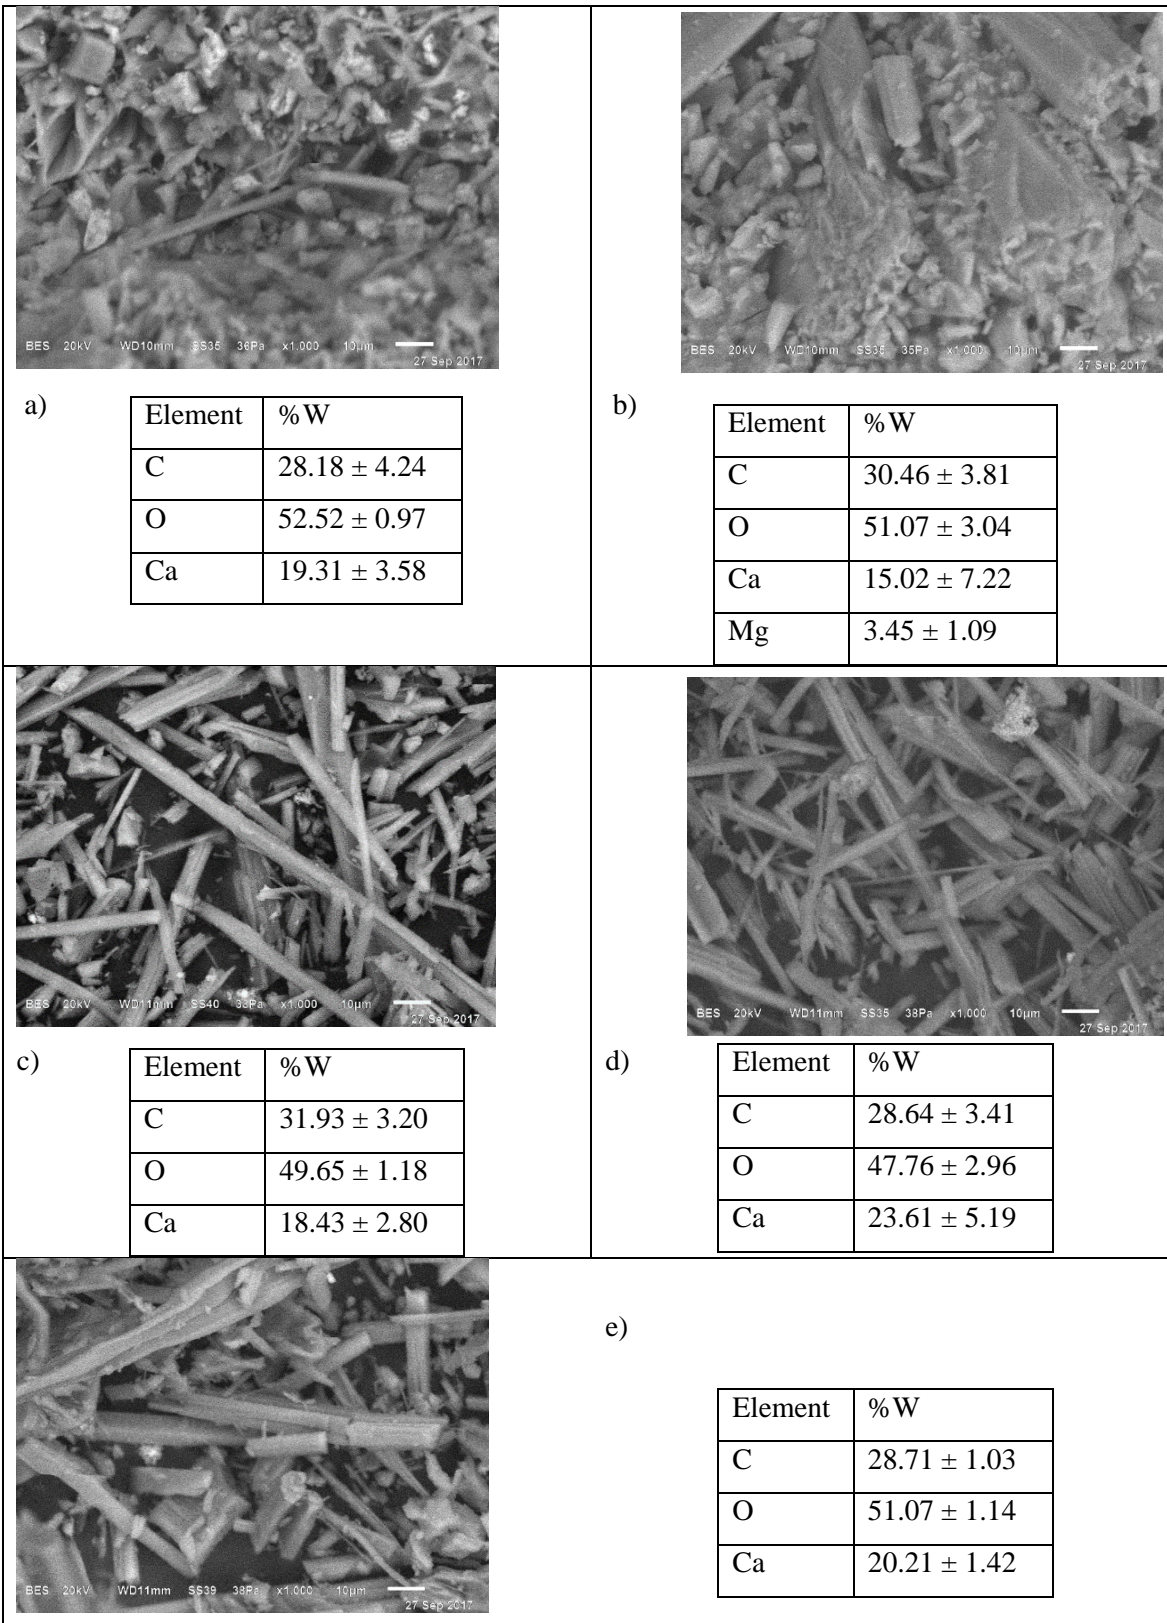 BES 20kV WD10mm SS35 36Pa x1,000 10µm
27 Sep 2017
BES 20kV WD10mm SS35 35Pa x1,000 10µm
27 Sep 2017
a)
Element %W
C 28.18 ± 4.24
O 52.52 ± 0.97
Ca 19.31 ± 3.58
b)
Element %W
C 30.46 ± 3.81
O 51.07 ± 3.04
Ca 15.02 ± 7.22
Mg 3.45 ± 1.09
BES 20kV WD11mm SS40 x1,000 10µm
27 Sep 2017
BES 20kV WD11mm SS35 38Pa x1,000 10µm
27 Sep 2017
c)
Element %W
C 31.93 ± 3.20
O 49.65 ± 1.18
Ca 18.43 ± 2.80
d)
Element %W
C 28.64 ± 3.41
O 47.76 ± 2.96
Ca 23.61 ± 5.19
BES 20kV WD11mm SS39 38Pa x1,000 10µm
27 Sep 2017
e)
Element %W
C 28.71 ± 1.03
O 51.07 ± 1.14
Ca 20.21 ± 1.42